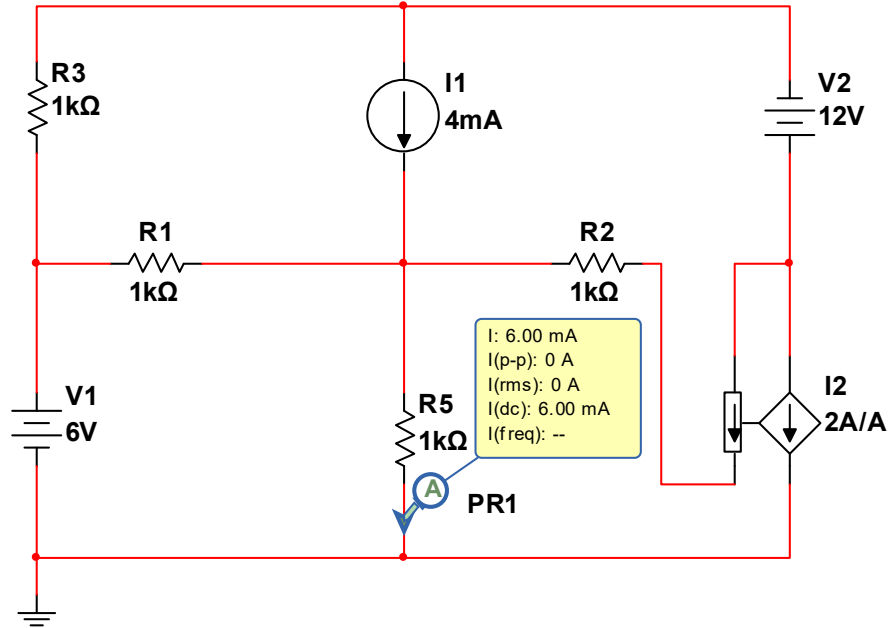 R3
1kΩ
I1
4mA
V2
12V
R1
1kΩ
R2
1kΩ
V1
6V
R5
1kΩ
I: 6.00 mA
I(p-p): 0 A
I(rms): 0 A
I(dc): 6.00 mA
I(freq): --
I2
2A/A
A
PR1